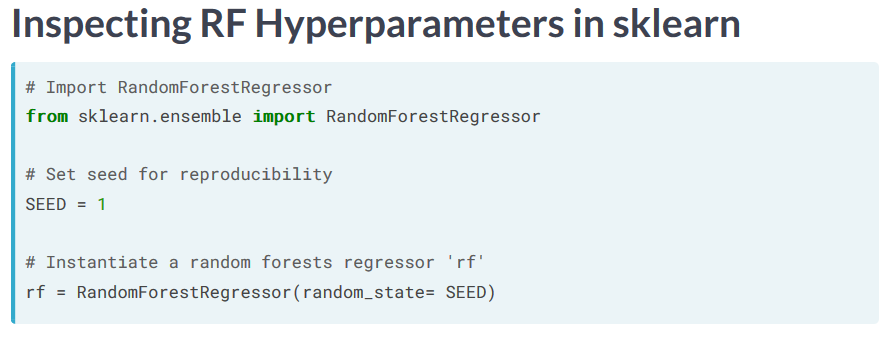 Inspecting RF Hyperparameters in sklearn
# Import RandomForestRegressor
from sklearn.ensemble import RandomForestRegressor
# Set seed for reproducibility
SEED = 1
# Instantiate a random forests regressor 'rf'
rf = RandomForestRegressor(random_state= SEED)